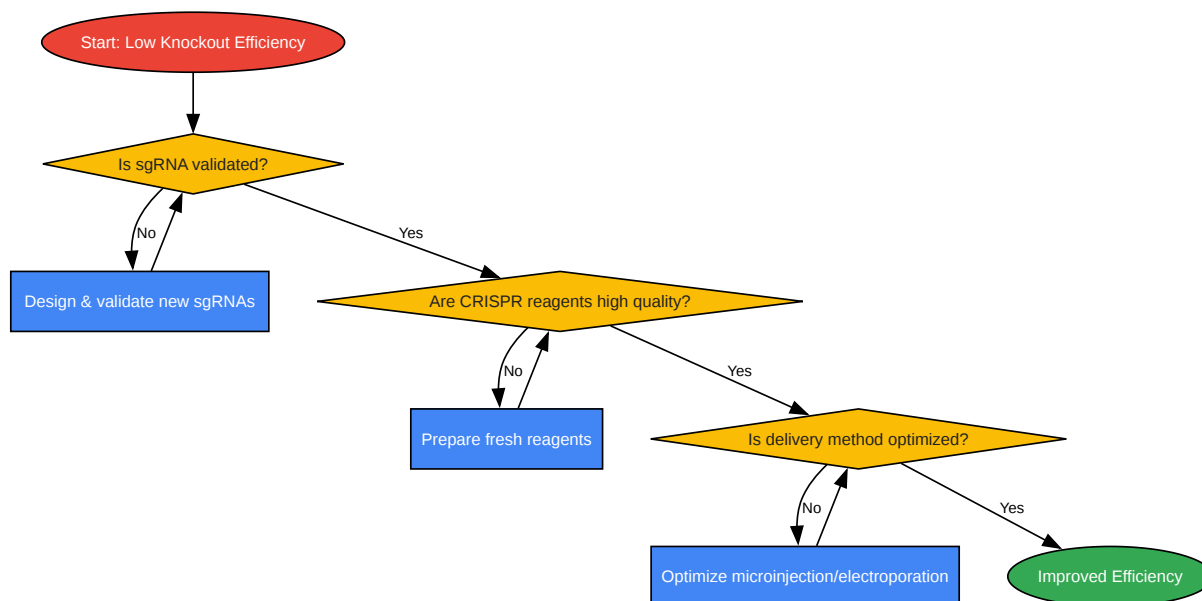 Start: Low Knockout Efficiency
Is sgRNA validated?
No
Yes
Design & validate new sgRNAs
Are CRISPR reagents high quality?
No
Yes
Prepare fresh reagents
Is delivery method optimized?
No
Yes
Optimize microinjection/electroporation
Improved Efficiency